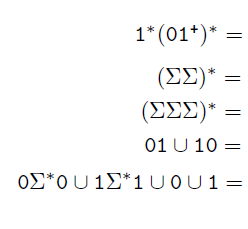 1*(01⁺)* =
(ΣΣ)* =
(ΣΣΣ)* =
01 ∪ 10 =
0Σ*0 ∪ 1Σ*1 ∪ 0 ∪ 1 =